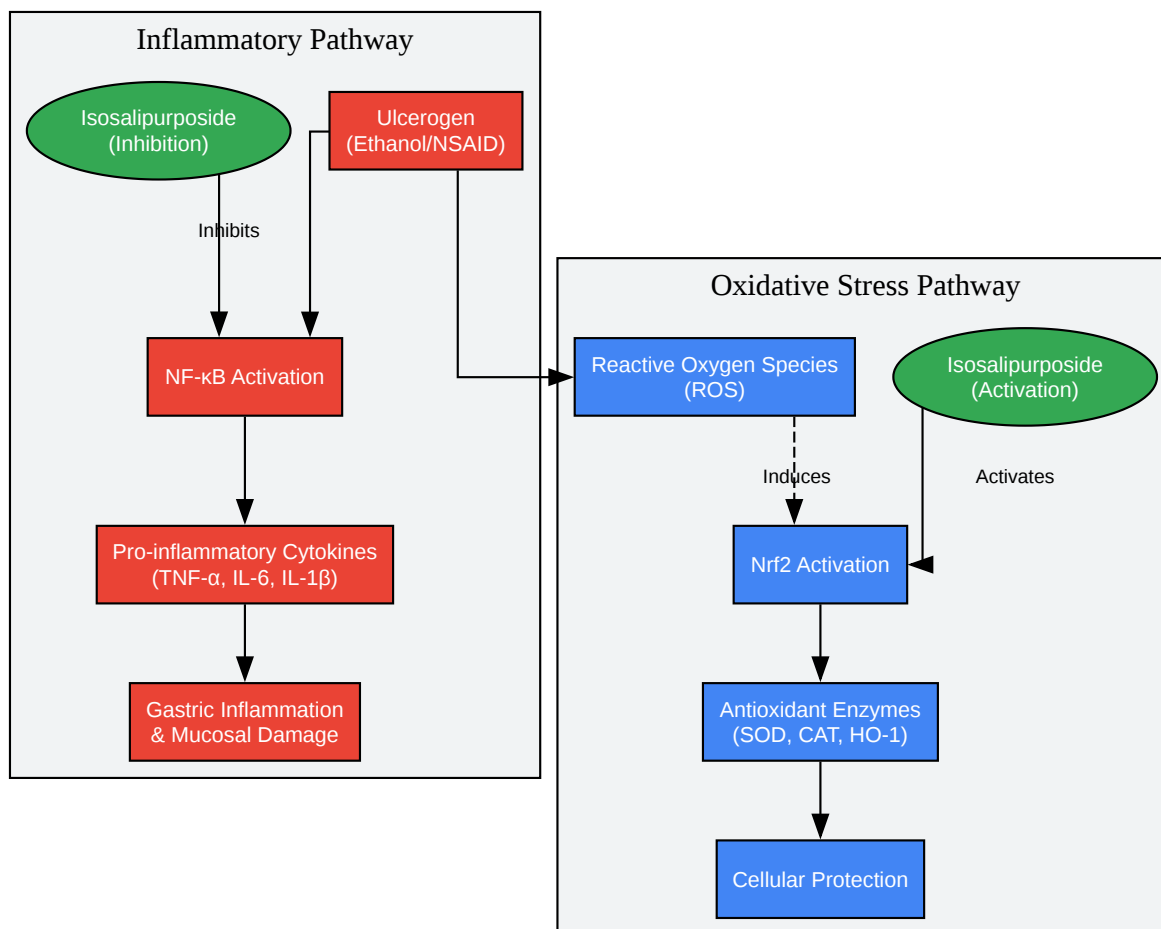 Inflammatory Pathway
Isosalipurposide
(Inhibition)
Ulcerogen
(Ethanol/NSAID)
Inhibits
NF-κB Activation
Pro-inflammatory Cytokines
(TNF-α, IL-6, IL-1β)
Gastric Inflammation
& Mucosal Damage
Oxidative Stress Pathway
Reactive Oxygen Species
(ROS)
Isosalipurposide
(Activation)
Induces
Activates
Nrf2 Activation
Antioxidant Enzymes
(SOD, CAT, HO-1)
Cellular Protection